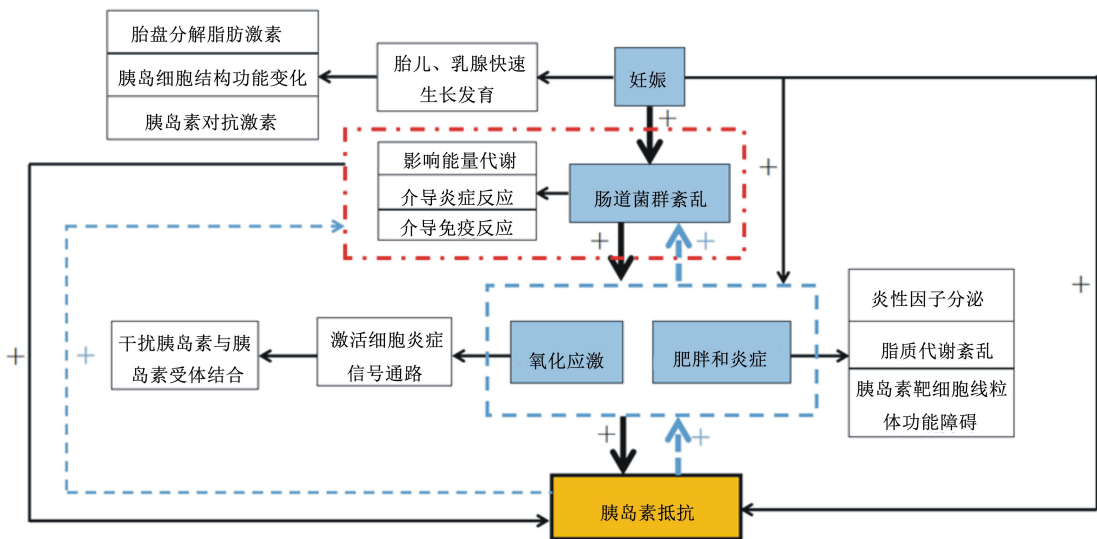 胎盘分解脂肪激素
胰岛细胞结构功能变化
胰岛素对抗激素
胎儿、乳腺快速
生长发育
妊娠
+
影响能量代谢
介导炎症反应
介导免疫反应
肠道菌群紊乱
+
+
+
+
干扰胰岛素与胰
岛素受体结合
激活细胞炎症
信号通路
氧化应激
肥胖和炎症
炎性因子分泌
脂质代谢紊乱
胰岛素靶细胞线粒
体功能障碍
+
+
+
+
胰岛素抵抗